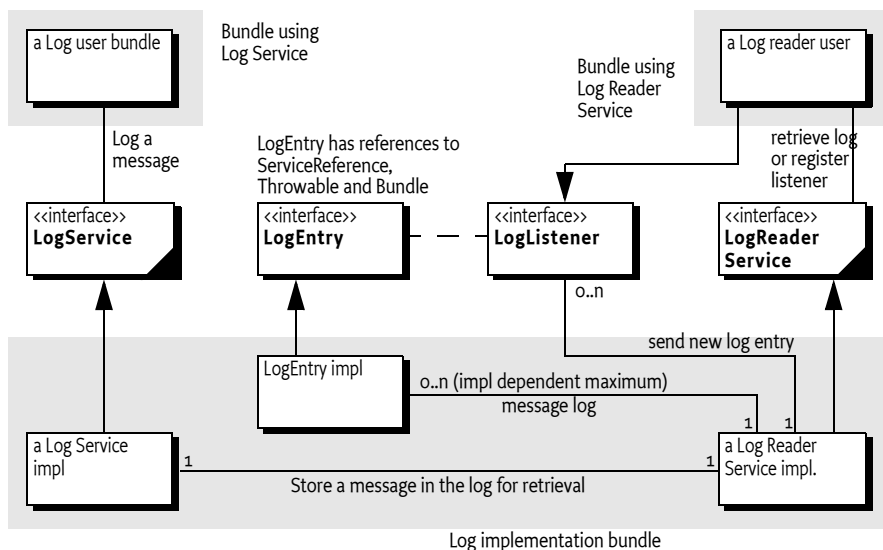 a Log user bundle
Bundle using
Log Service
a Log reader user
Bundle using
Log Reader
Service
Log a
message
LogEntry has references to
ServiceReference,
Throwable and Bundle
retrieve log
or register
listener
<<interface>>
LogService
<<interface>>
LogEntry
<<interface>>
LogListener
<<interface>>
LogReader
Service
0..n
send new log entry
LogEntry impl
0..n (impl dependent maximum)
message log
1
1
a Log Service
impl
1
1
a Log Reader
Service impl.
Store a message in the log for retrieval
Log implementation bundle